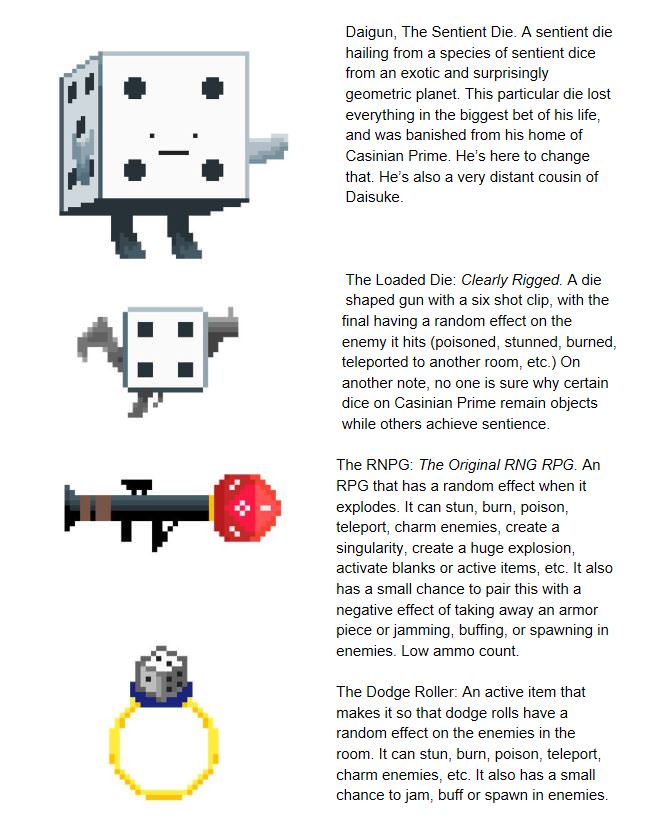 Daigun, The Sentient Die. A sentient die
hailing from a species of sentient dice
from an exotic and surprisingly
geometric planet. This particular die lost
everything in the biggest bet of his life,
and was banished from his home of
Casinian Prime. He’s here to change
that. He’s also a very distant cousin of
Daisuke.
The Loaded Die: Clearly Rigged. A die
shaped gun with a six shot clip, with the
final having a random effect on the
enemy it hits (poisoned, stunned, burned,
teleported to another room, etc.) On
another note, no one is sure why certain
dice on Casinian Prime remain objects
while others achieve sentience.
The RNPG: The Original RNG RPG. An
RPG that has a random effect when it
explodes. It can stun, burn, poison,
teleport, charm enemies, create a
singularity, create a huge explosion,
activate blanks or active items, etc. It also
has a small chance to pair this with a
negative effect of taking away an armor
piece or jamming, buffing, or spawning in
enemies. Low ammo count.
The Dodge Roller: An active item that
makes it so that dodge rolls have a
random effect on the enemies in the
room. It can stun, burn, poison, teleport,
charm enemies, etc. It also has a small
chance to jam, buff or spawn in enemies.